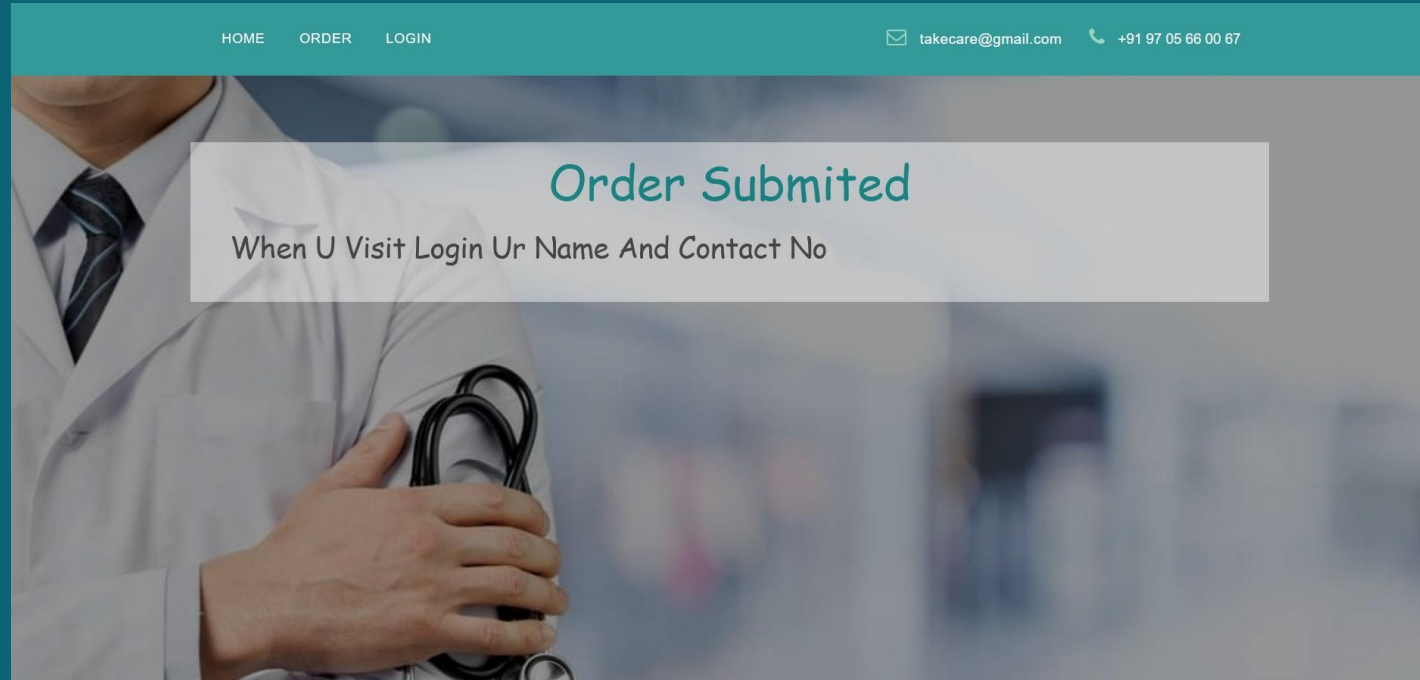 HOME ORDER LOGIN takecare@gmail.com +91 97 05 66 00 67
Order Submited
When U Visit Login Ur Name And Contact No